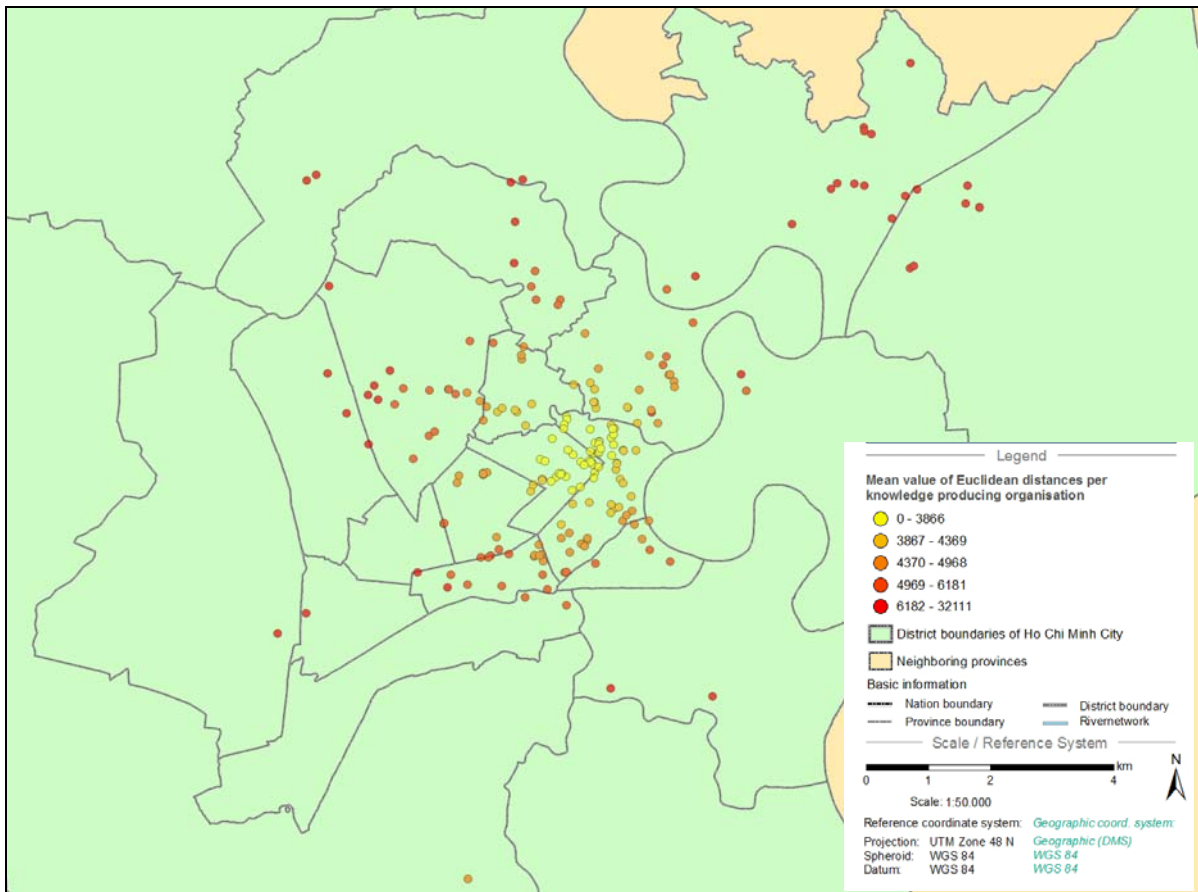 Legend
Mean value of Euclidean distances per
knowledge producing organisation
0 - 3866
3867 - 4369
4370 - 4968
4969 - 6181
6182 - 32111
District boundaries of Ho Chi Minh City
Neighboring provinces
Basic information
Nation boundary District boundary
Province boundary Rivernetwork
Scale / Reference System
km
0 1 2 4
N
Scale: 1:50.000
Reference coordinate system: Geographic coord. system:
Projection: UTM Zone 48 N Geographic (DMS)
Spheroid: WGS 84 WGS 84
Datum: WGS 84 WGS 84